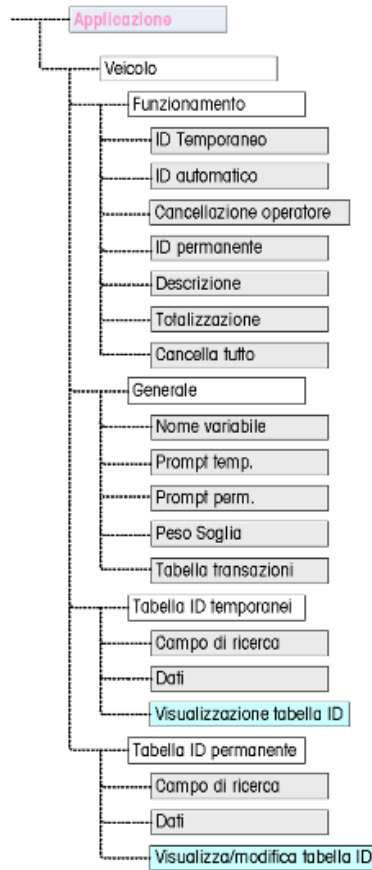 Applicazione
Veicolo
Funzionamento
ID Temporaneo
ID automatico
Cancellazione operatore
ID permanente
Descrizione
Totalizzazione
Cancella tutto
Generale
Nome variabile
Prompt temp.
Prompt perm.
Peso Soglia
Tabella transazioni
Tabella ID temporanei
Campo di ricerca
Dati
Visualizzazione tabella ID
Tabella ID permanente
Campo di ricerca
Dati
Visualizza/modifica tabella ID